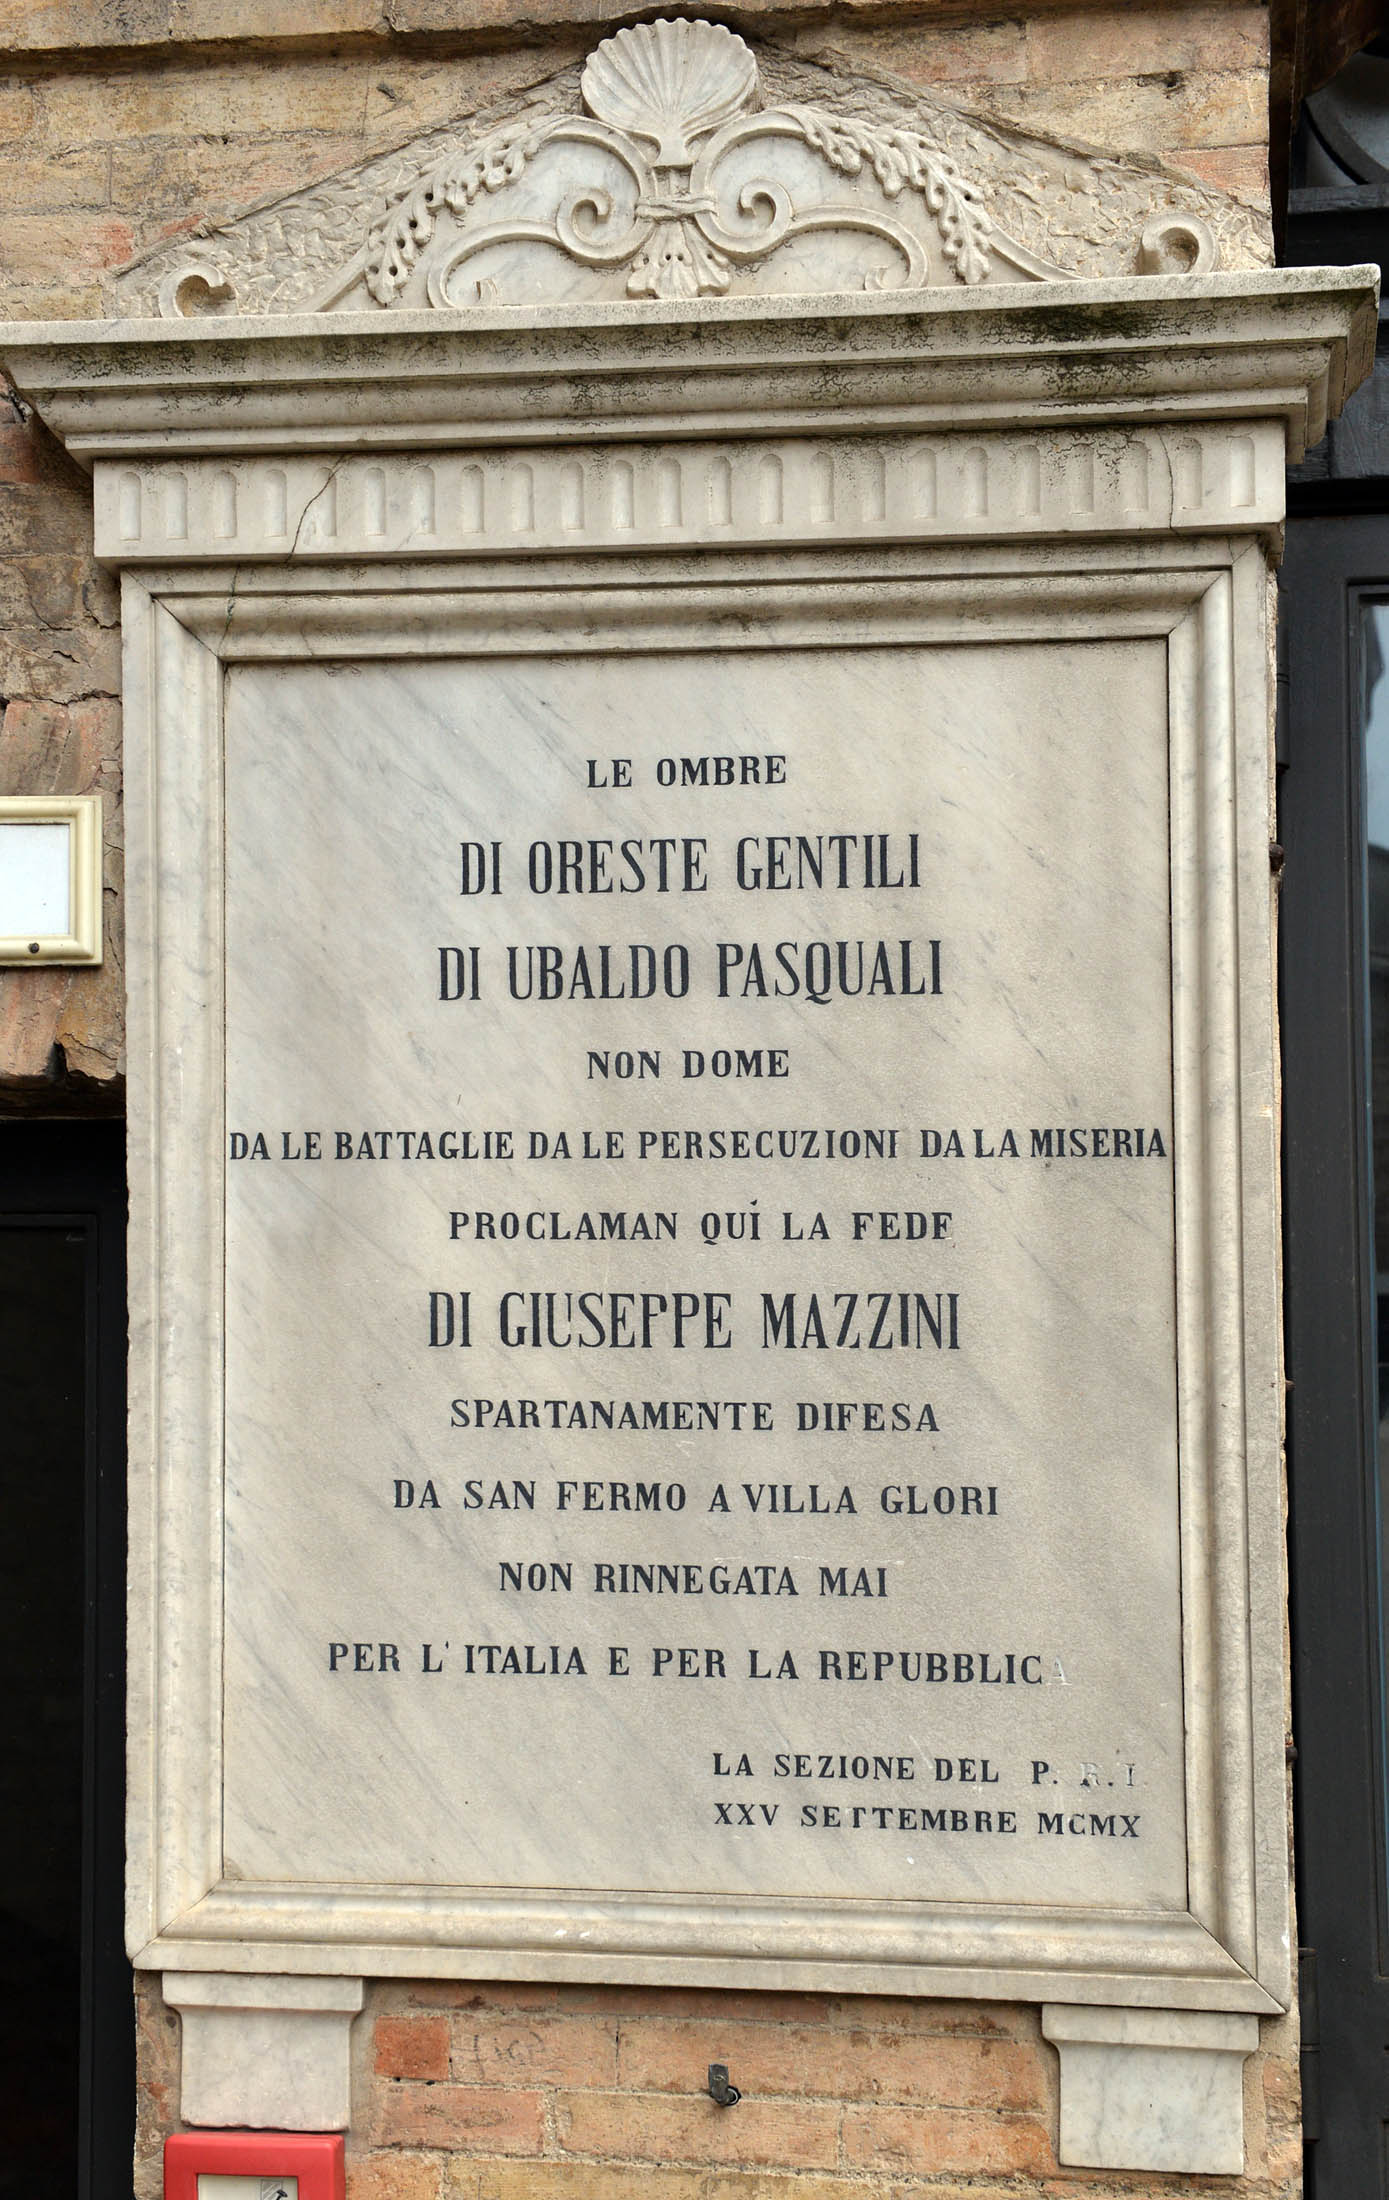 LE OMBRE
DI ORESTE GENTILI
DI UBALDO PASQUALI
NON DOME
DA LE BATTAGLIE DA LE PERSECUZIONI DA LA MISERIA
PROCLAMAN QUÍ LA FEDE
DI GIUSEPPE MAZZINI
SPARTANAMENTE DIFESA
DA SAN FERMO A VILLA GLORI
NON RINNEGATA MAI
PER L'ITALIA E PER LA REPUBBLICA
LA SEZIONE DEL P. R. I.
XXV SETTEMBRE MCMX